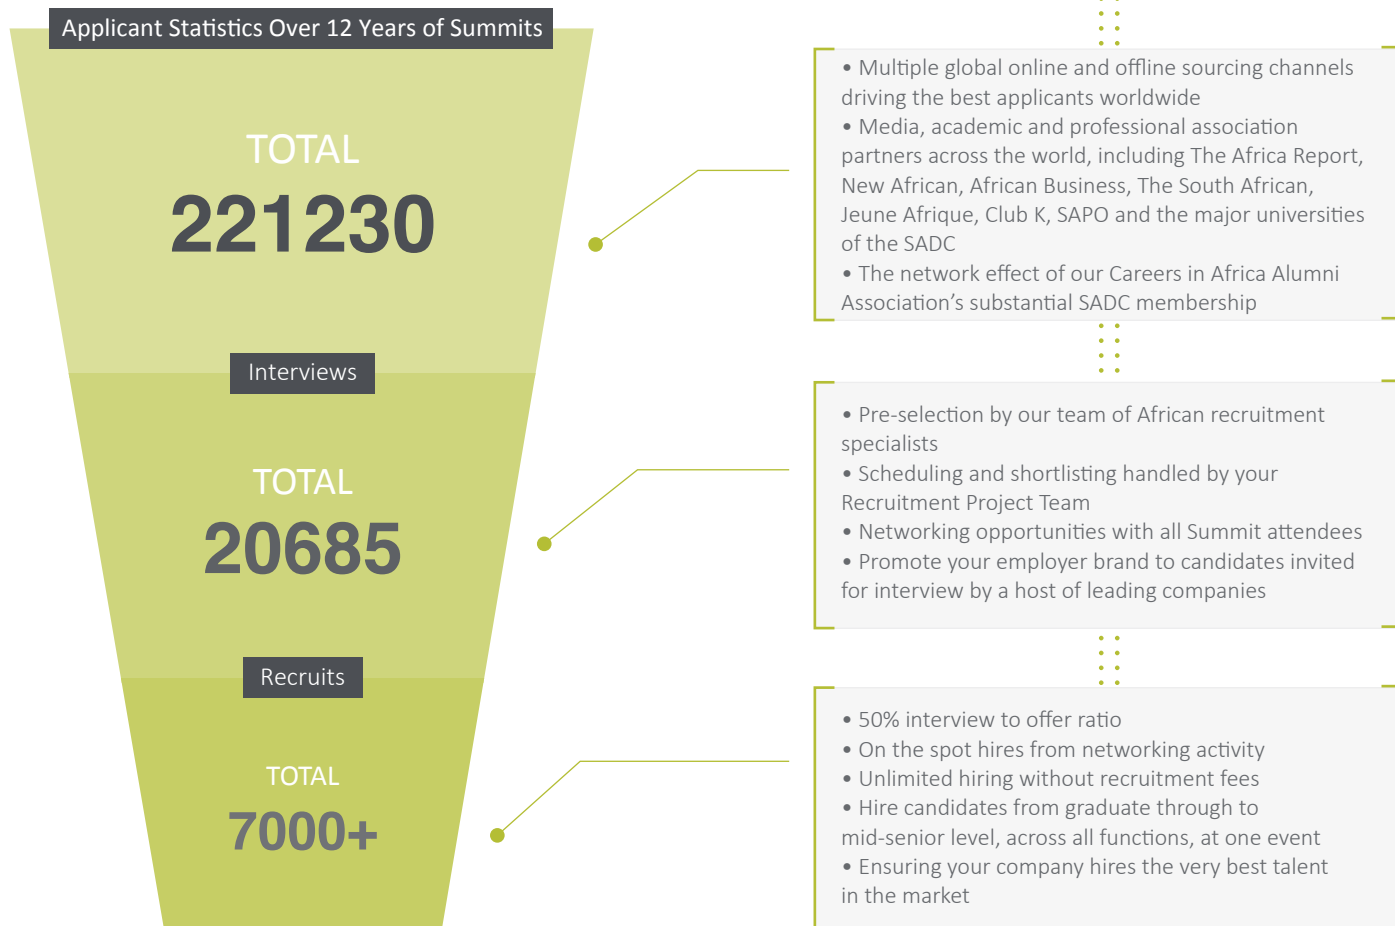 Applicant Statistics Over 12 Years of Summits
TOTAL
221230
Interviews
TOTAL
20685
Recruits
TOTAL
7000+
• Multiple global online and offline sourcing channels
driving the best applicants worldwide
• Media, academic and professional association
partners across the world, including The Africa Report,
New African, African Business, The South African,
Jeune Afrique, Club K, SAPO and the major universities
of the SADC
• The network effect of our Careers in Africa Alumni
Association’s substantial SADC membership
• Pre-selection by our team of African recruitment
specialists
• Scheduling and shortlisting handled by your
Recruitment Project Team
• Networking opportunities with all Summit attendees
• Promote your employer brand to candidates invited
for interview by a host of leading companies
• 50% interview to offer ratio
• On the spot hires from networking activity
• Unlimited hiring without recruitment fees
• Hire candidates from graduate through to
mid-senior level, across all functions, at one event
• Ensuring your company hires the very best talent
in the market